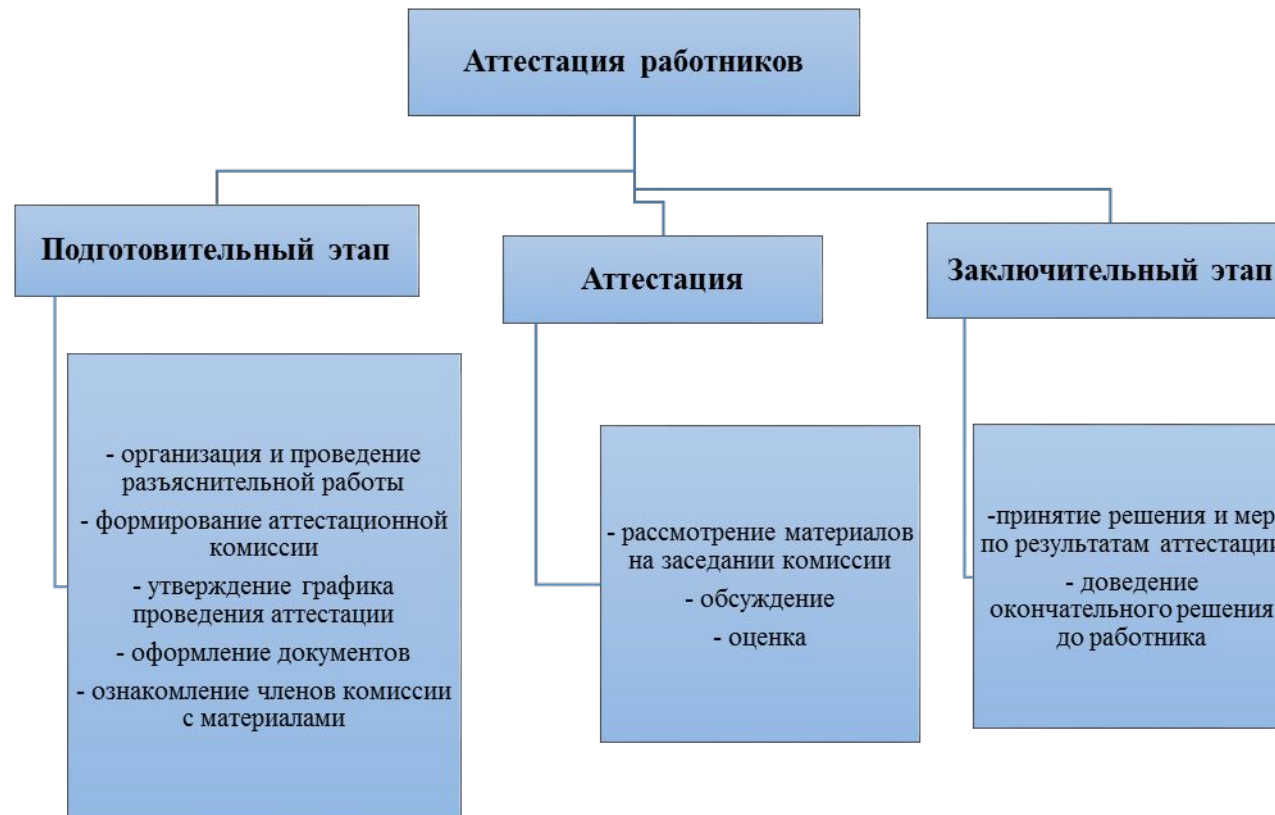 Аттестация работников
Подготовительный этап
Аттестация
Заключительный этап
- организация и проведение
разъяснительной работы
- формирование аттестационной
комиссии
- утверждение графика
проведения аттестации
- оформление документов
- ознакомление членов комиссии
с материалами
- рассмотрение материалов
на заседании комиссии
- обсуждение
- оценка
-принятие решения и мер
по результатам аттестации
- доведение
окончательного решения
до работника